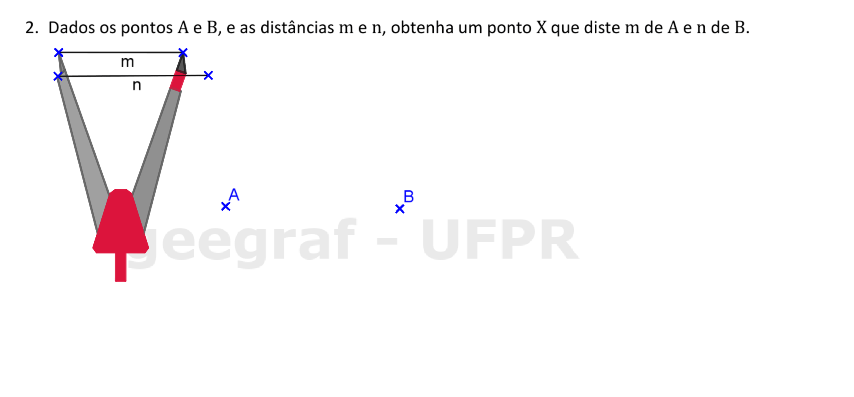 2. Dados os pontos A e B, e as distâncias m e n, obtenha um ponto X que diste m de A e n de B.
m
n
A
B
geegraf - UFPR